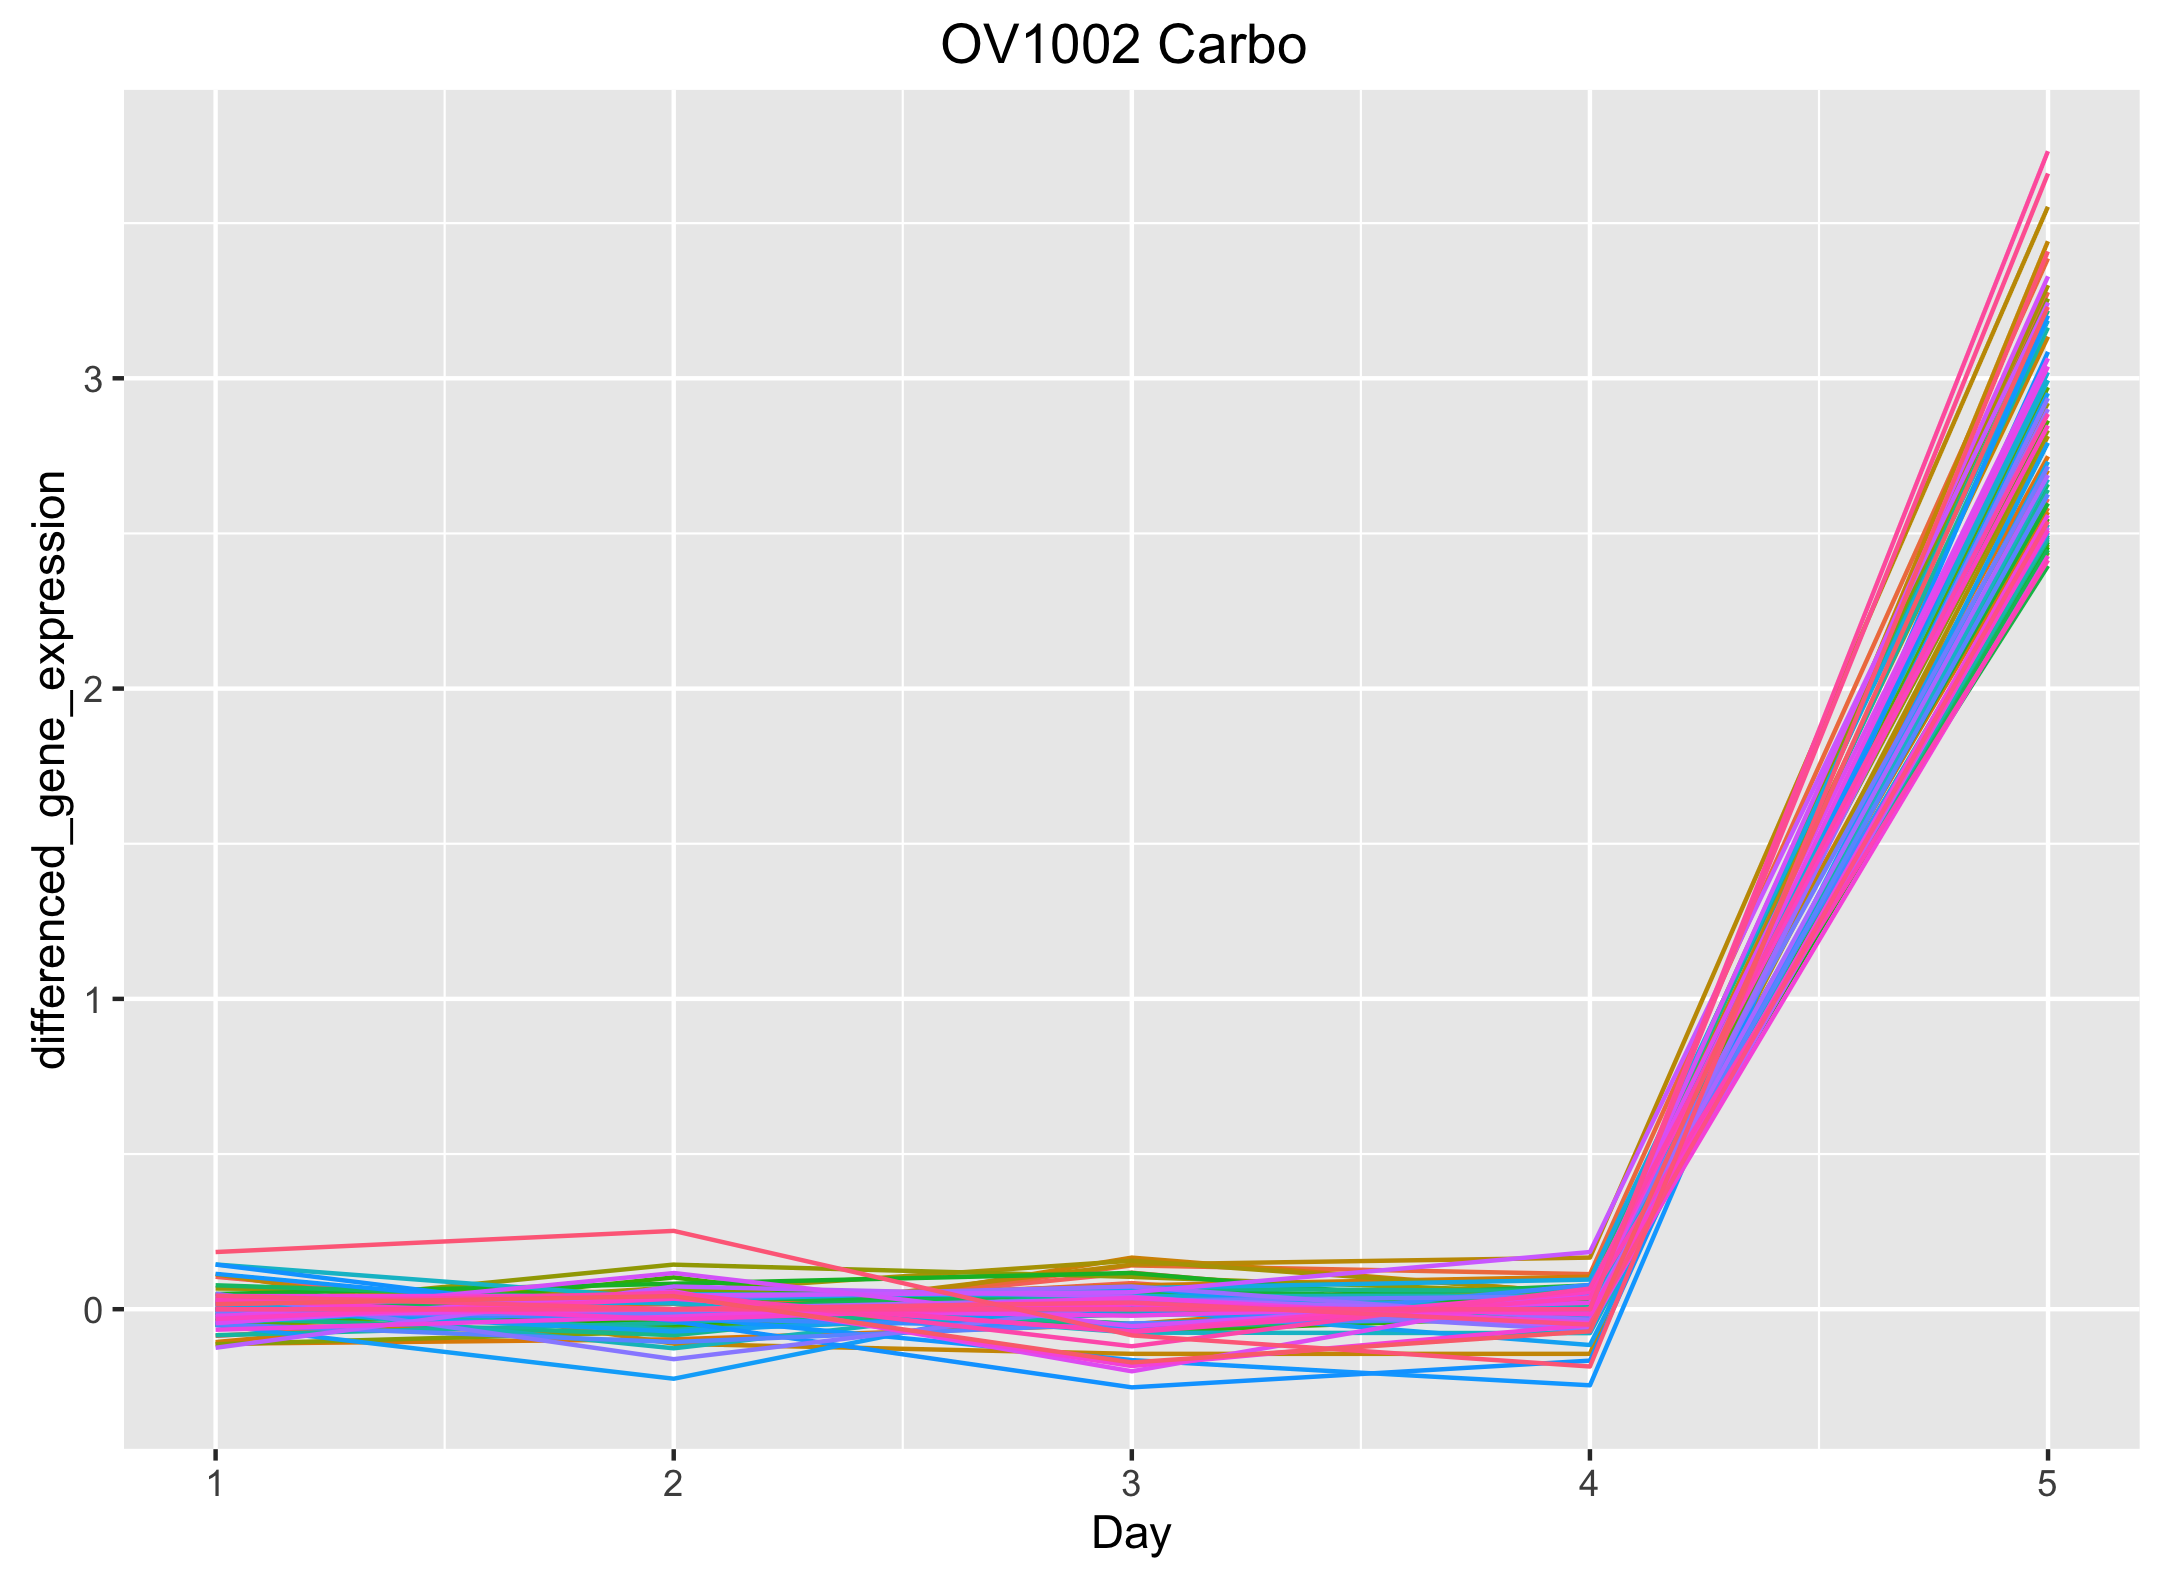 OV1002 Carbo
differenced_gene_expression
3
2
1
0
1 2 3 4 5
Day